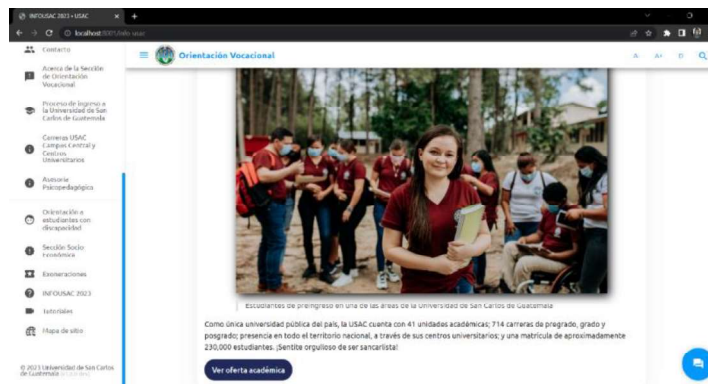 INFOUSAC 2023 • USAC
localhost
Contacto
Acerca de la Sección
de Orientación
Vocacional
Proceso de ingreso a
la Universidad de San
Carlos de Guatemala
Carreras USAC
Campus Central y
Centros
Universitarios
Asesoría
Psicopedagógica
Orientación a
estudiantes con
discapacidad
Sección Socio
Económica
Exoneraciones
INFOUSAC 2023
Tutoriales
Mapa de sitio
© 2023 Universidad de San Carlos
de Guatemala
Orientación Vocacional
Estudiantes de preingreso en una de las áreas de la Universidad de San Carlos de Guatemala
Como única universidad pública del país, la USAC cuenta con 41 unidades académicas; 714 carreras de pregrado, grado y
posgrado; presencia en todo el territorio nacional, a través de sus centros universitarios; y una matrícula de aproximadamente
230,000 estudiantes. ¡Sentite orgulloso de ser sancarlista!
Ver oferta académica